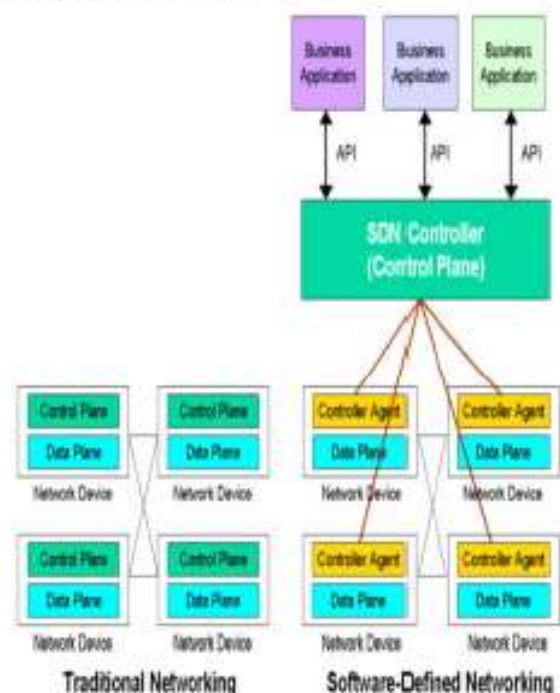 Business
Application
Business
Application
Business
Application
API
API
API
SDN Controller
(Control Plane)
Control Plane
Data Plane
Network Device
Control Plane
Data Plane
Network Device
Controller Agent
Data Plane
Network Device
Controller Agent
Data Plane
Network Device
Control Plane
Data Plane
Network Device
Control Plane
Data Plane
Network Device
Controller Agent
Data Plane
Network Device
Controller Agent
Data Plane
Network Device
Traditional Networking
Software-Defined Networking